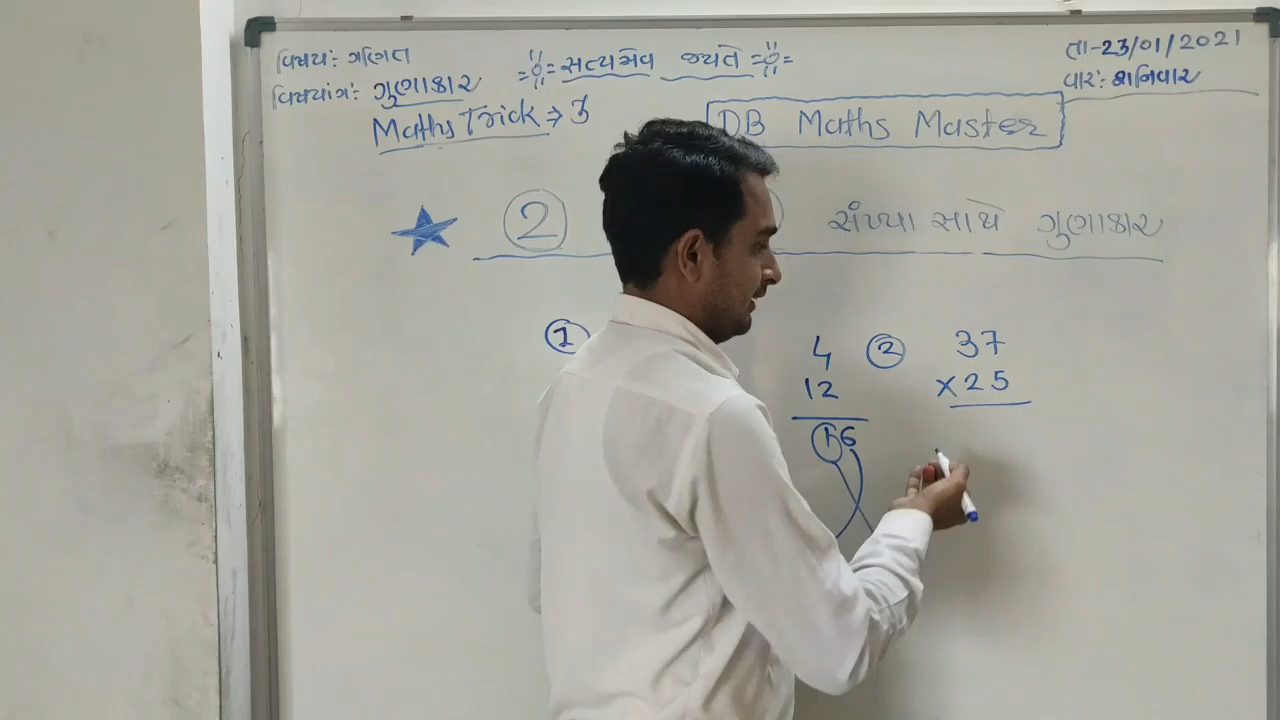 વિષય: ગણિત
સત્યમેવ જયતે
તા-23/01/2021
વિષયાંગ: ગુણાકાર
વાર: શનિવાર
Maths Trick ⇒ 3
DB Maths Master
2 સંખ્યા સાથે ગુણાકાર
1
4
12
16
2
37
×25